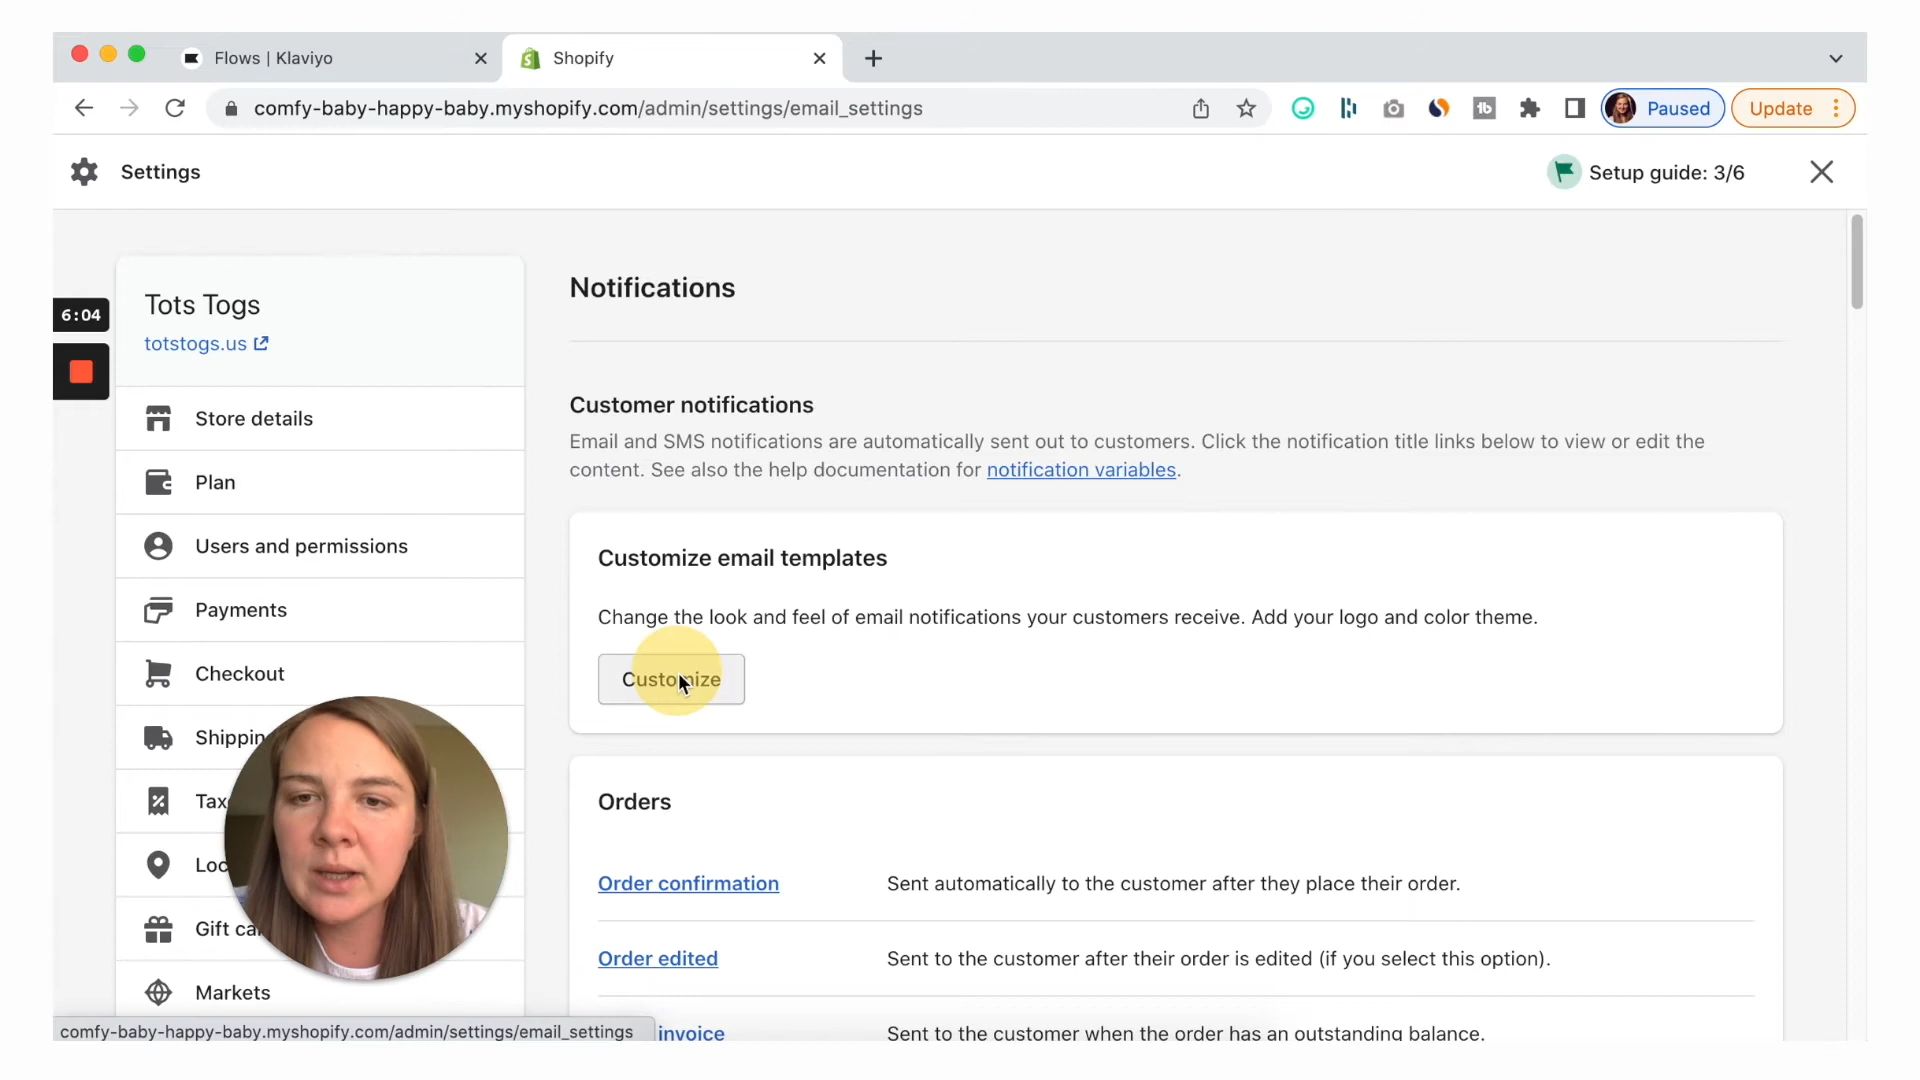 Flows | Klaviyo
Shopify
comfy-baby-happy-baby.myshopify.com/admin/settings/email_settings
Paused
Update
Settings
Setup guide: 3/6
6:04
Tots Togs
totstogs.us
Store details
Plan
Users and permissions
Payments
Checkout
Shippin
Tax
Loc
Gift ca
Markets
Notifications
Customer notifications
Email and SMS notifications are automatically sent out to customers. Click the notification title links below to view or edit the
content. See also the help documentation for notification variables.
Customize email templates
Change the look and feel of email notifications your customers receive. Add your logo and color theme.
Customize
Orders
Order confirmation Sent automatically to the customer after they place their order.
Order edited Sent to the customer after their order is edited (if you select this option).
invoice Sent to the customer when the order has an outstanding balance.
comfy-baby-happy-baby.myshopify.com/admin/settings/email_settings